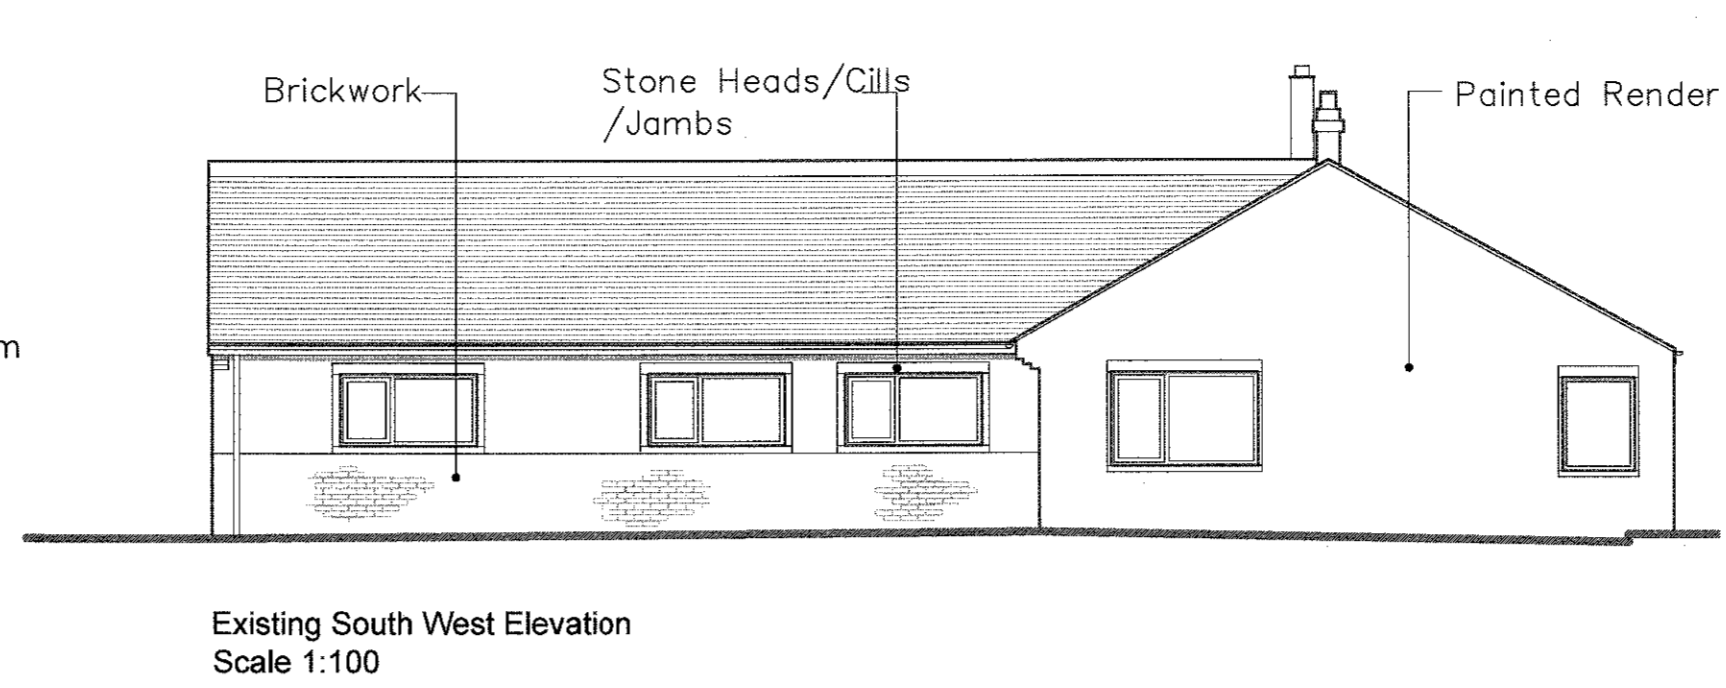 Brickwork
Stone Heads/Cills
/Jambs
Painted Render
m
Existing South West Elevation
Scale 1:100